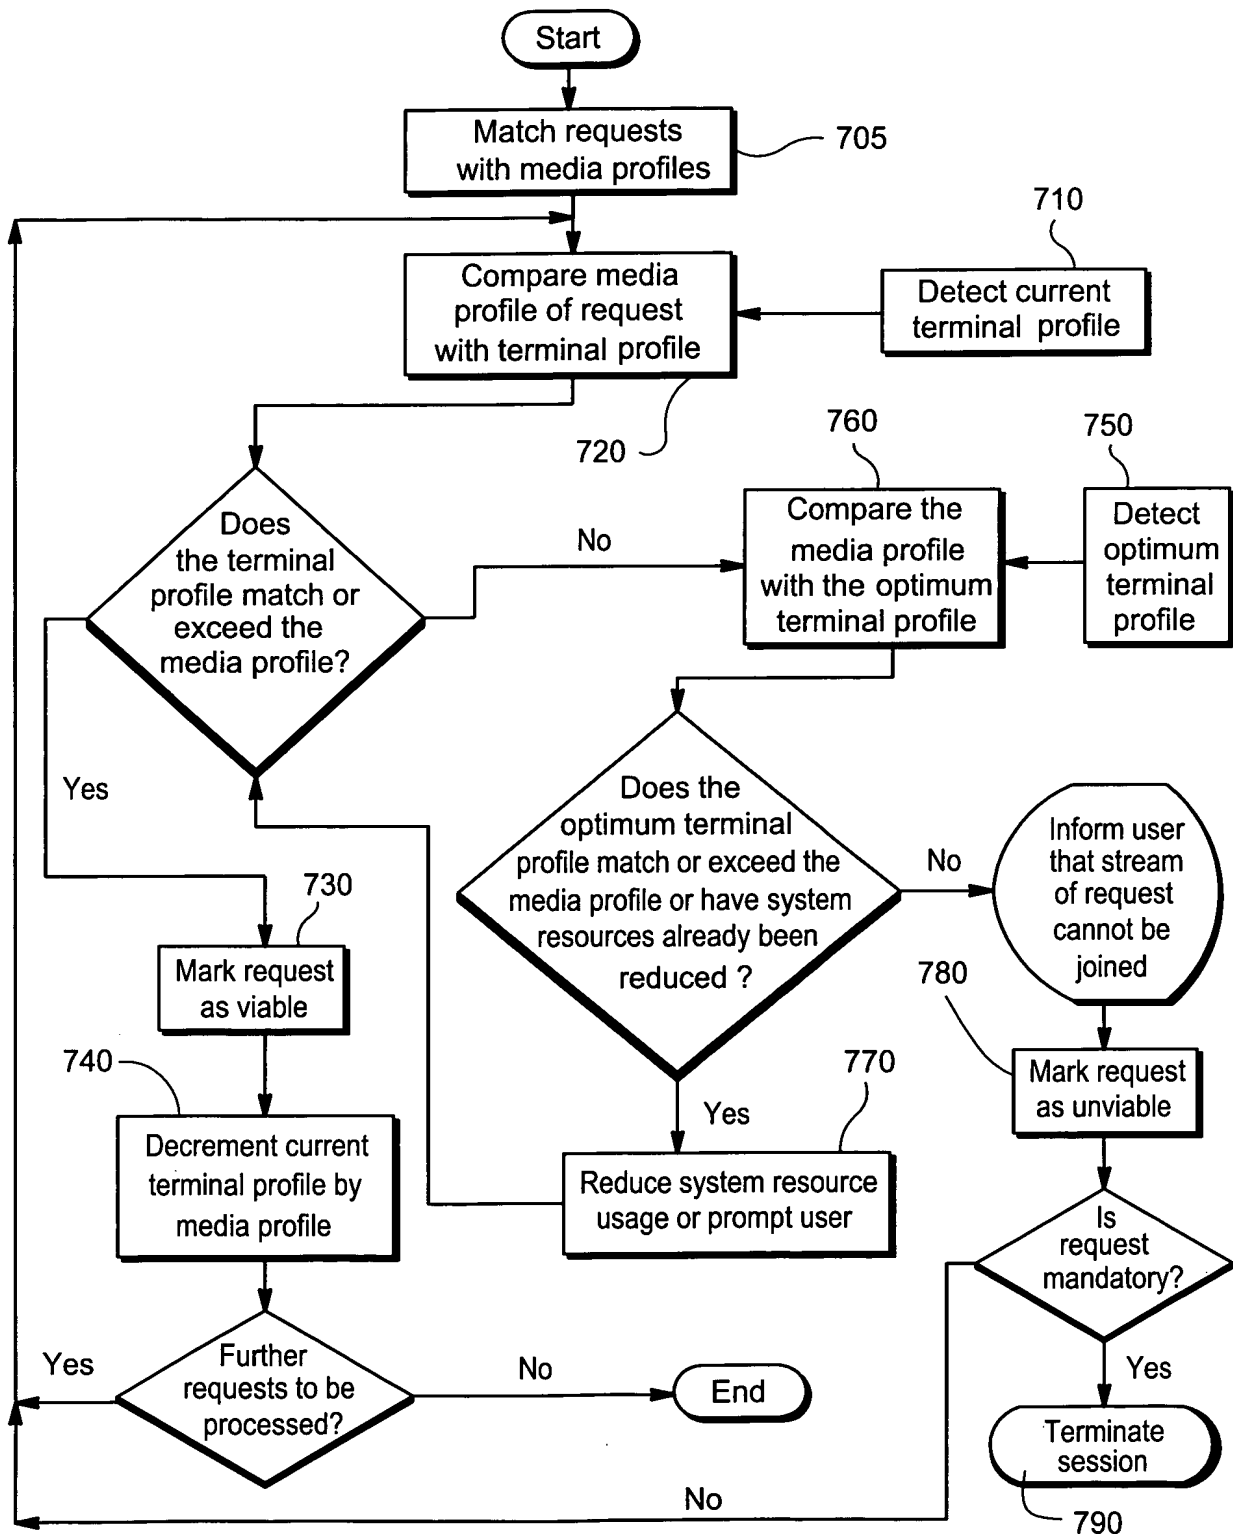 Start
Match requests
with media profiles
705
710
Compare media
profile of request
with terminal profile
Detect current
terminal profile
720
760
750
Does
the terminal
profile match or
exceed the
media profile?
No
Compare the
media profile
with the optimum
terminal profile
Detect
optimum
terminal
profile
Yes
Does the
optimum terminal
profile match or exceed the
media profile or have system
resources already been
reduced ?
No
Inform user
that stream
of request
cannot be
joined
730
Mark request
as viable
780
740
770
Mark request
as unviable
Yes
Decrement current
terminal profile by
media profile
Reduce system resource
usage or prompt user
Is
request
mandatory?
Yes
Further
requests to be
processed?
No
End
Yes
Terminate
session
No
790